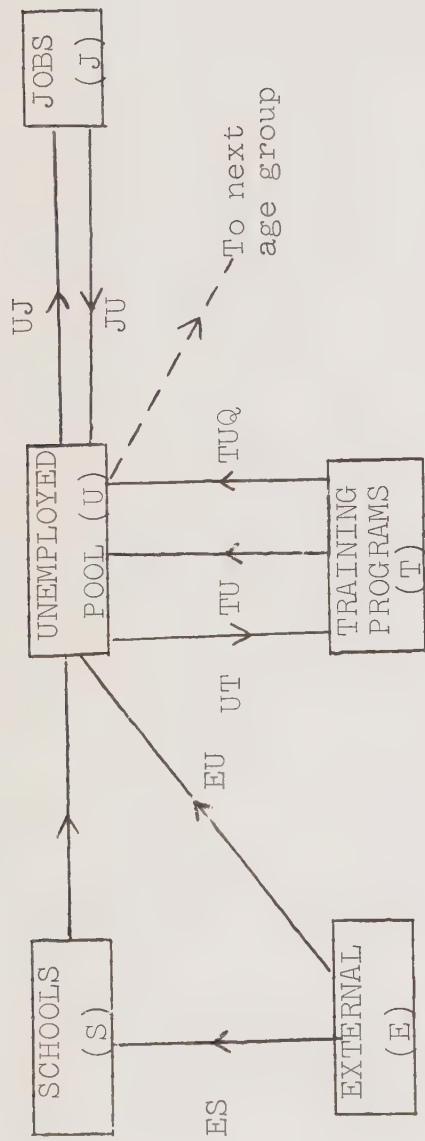 SCHOOLS
(S)
UNEMPLOYED
POOL (U)
JOBS
(J)
UJ
JU
To next
age group
ES
EU
UT
TU
TUQ
EXTERNAL
(E)
TRAINING
PROGRAMS
(T)